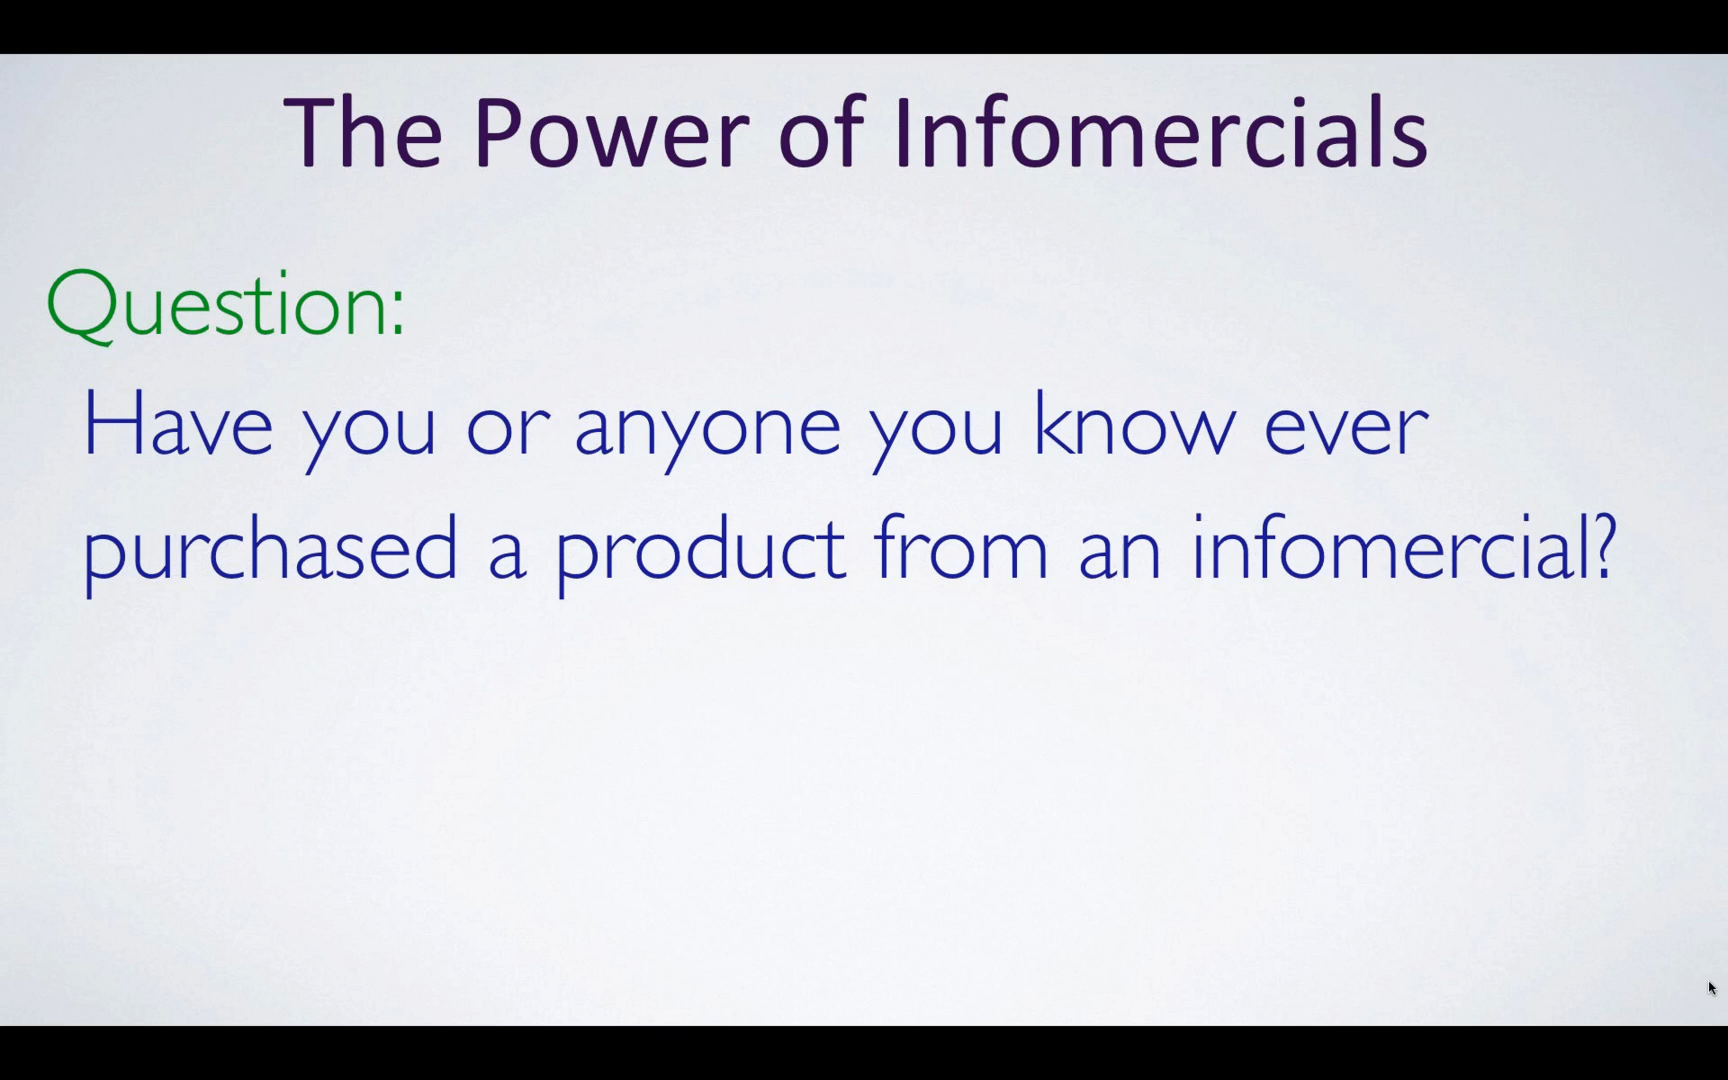 The Power of Infomercials
Question:
Have you or anyone you know ever
purchased a product from an infomercial?